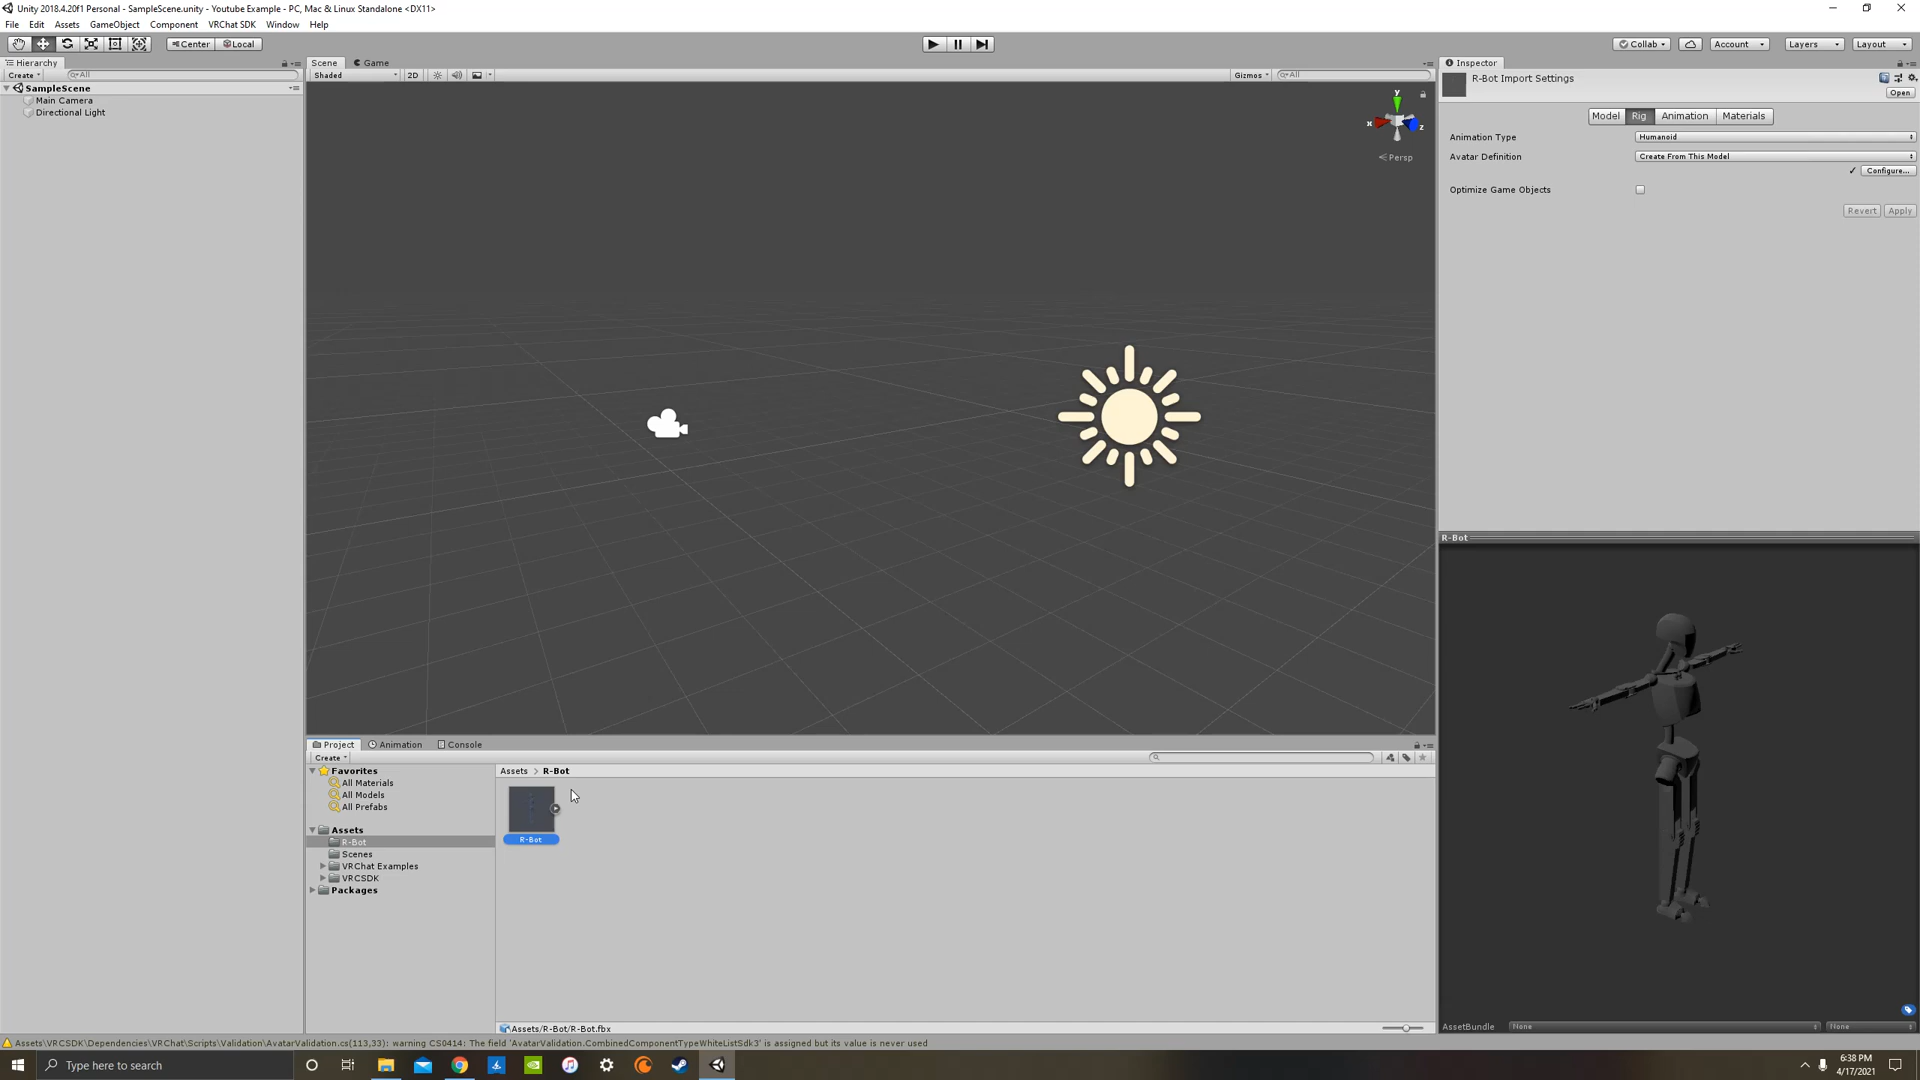 Unity 2018.4.20f1 Personal - SampleScene.unity - Youtube Example - PC, Mac & Linux Standalone <DX11>
File Edit Assets GameObject Component VRChat SDK Window Help
Center Local Collab Account Layers Layout
Hierarchy
Create All
SampleScene
Main Camera
Directional Light
Scene Game
Shaded 2D Gizmos All
y
x z
Persp
Inspector
R-Bot Import Settings
Open
Model Rig Animation Materials
Animation Type Humanoid
Avatar Definition Create From This Model
✓ Configure...
Optimize Game Objects
Revert Apply
R-Bot
AssetBundle None None
Project Animation Console
Create
Favorites
All Materials
All Models
All Prefabs
Assets
R-Bot
Scenes
VRChat Examples
VRCSDK
Packages
Assets > R-Bot
R-Bot
Assets/R-Bot/R-Bot.fbx
Assets\VRCSDK\Dependencies\VRChat\Scripts\Validation\AvatarValidation.cs(113,33): warning CS0414: The field 'AvatarValidation.CombinedComponentTypeWhiteListSdk3' is assigned but its value is never used
Type here to search
6:38 PM
4/17/2021